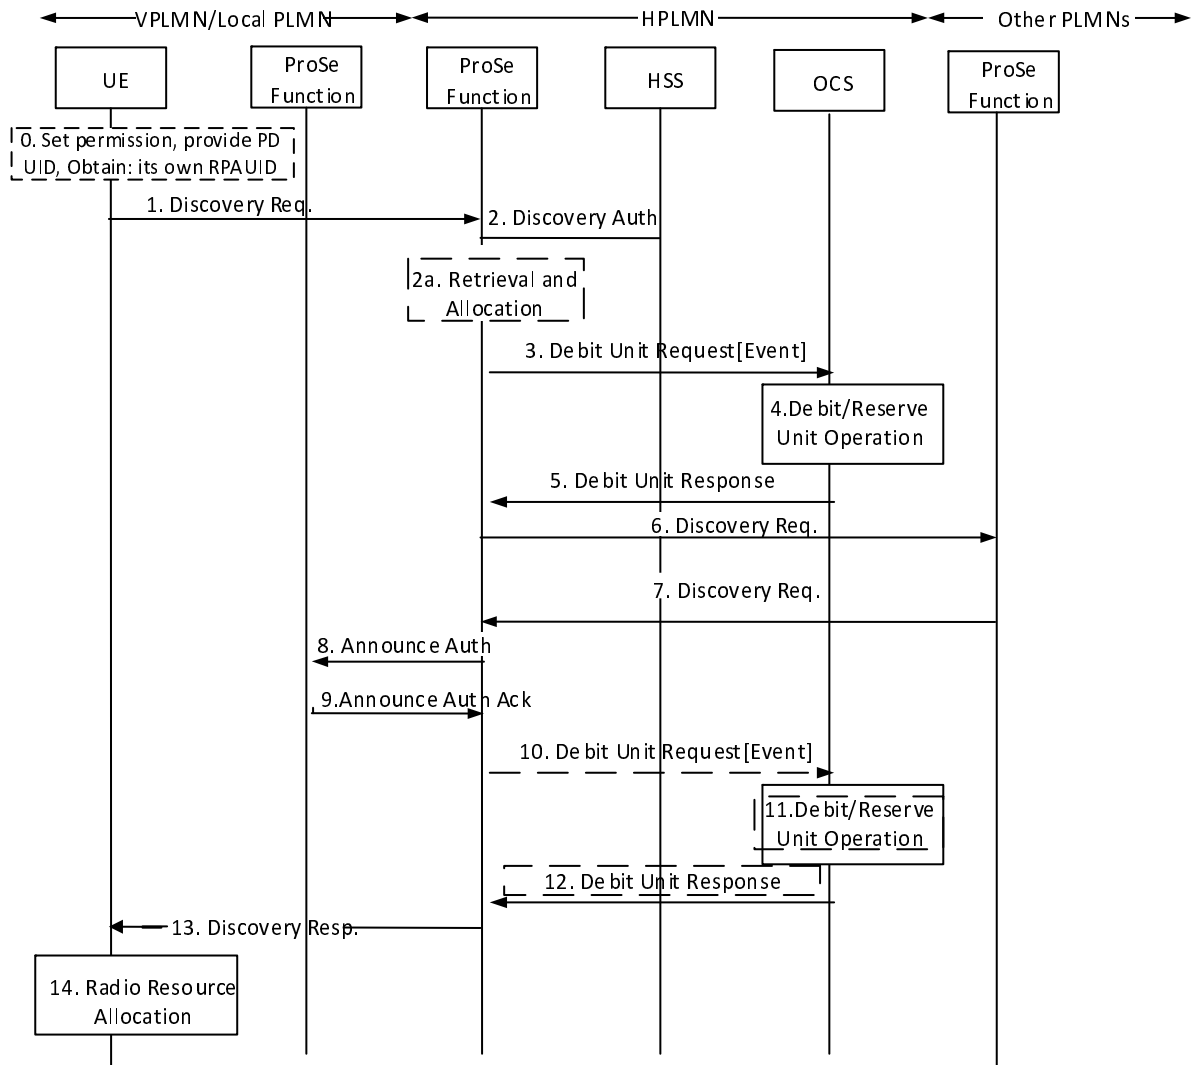 VPLMN/Local PLMN
HPLMN
Other PLMNs
UE
ProSe
Function
ProSe
Function
HSS
OCS
ProSe
Function
0. Set permission, provide PD
UID, Obtain: its own RPAUID
1. Discovery Req.
2. Discovery Auth
2a. Retrieval and
Allocation
3. Debit Unit Request[Event]
4.Debit/Reserve
Unit Operation
5. Debit Unit Response
6. Discovery Req.
7. Discovery Req.
8. Announce Auth
9.Announce Auth Ack
10. Debit Unit Request[Event]
11.Debit/Reserve
Unit Operation
12. Debit Unit Response
13. Discovery Resp.
14. Radio Resource
Allocation